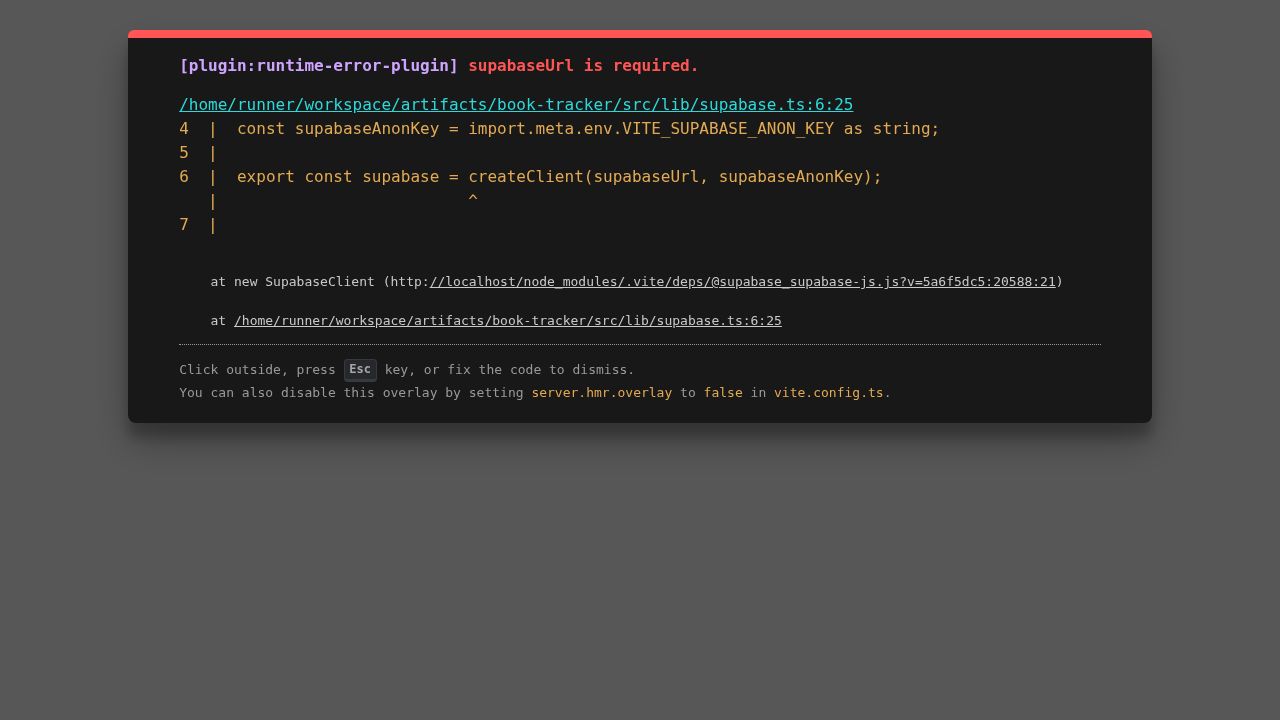 [plugin:runtime-error-plugin] supabaseUrl is required.
/home/runner/workspace/artifacts/book-tracker/src/lib/supabase.ts:6:25
4  |  const supabaseAnonKey = import.meta.env.VITE_SUPABASE_ANON_KEY as string;
5  |
6  |  export const supabase = createClient(supabaseUrl, supabaseAnonKey);
   |                          ^
7  |
at new SupabaseClient (http://localhost/node_modules/.vite/deps/@supabase_supabase-js.js?v=5a6f5dc5:20588:21)
at /home/runner/workspace/artifacts/book-tracker/src/lib/supabase.ts:6:25
Click outside, press Esc key, or fix the code to dismiss.
You can also disable this overlay by setting server.hmr.overlay to false in vite.config.ts.